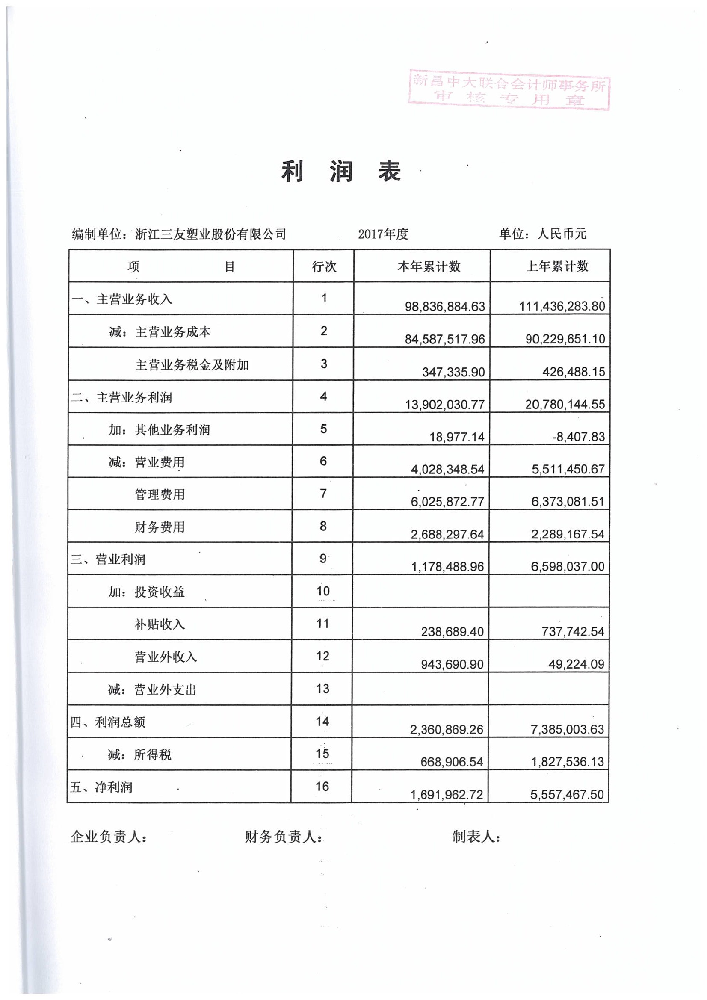 新昌中大联合会计师事务所
审核专用章
利润表
编制单位：浙江三友塑业股份有限公司 2017年度 单位：人民币元
项目 行次 本年累计数 上年累计数
一、主营业务收入 1 98,836,884.63 111,436,283.80
减：主营业务成本 2 84,587,517.96 90,229,651.10
主营业务税金及附加 3 347,335.90 426,488.15
二、主营业务利润 4 13,902,030.77 20,780,144.55
加：其他业务利润 5 18,977.14 -8,407.83
减：营业费用 6 4,028,348.54 5,511,450.67
管理费用 7 6,025,872.77 6,373,081.51
财务费用 8 2,688,297.64 2,289,167.54
三、营业利润 9 1,178,488.96 6,598,037.00
加：投资收益 10
补贴收入 11 238,689.40 737,742.54
营业外收入 12 943,690.90 49,224.09
减：营业外支出 13
四、利润总额 14 2,360,869.26 7,385,003.63
减：所得税 15 668,906.54 1,827,536.13
五、净利润 16 1,691,962.72 5,557,467.50
企业负责人： 财务负责人： 制表人：